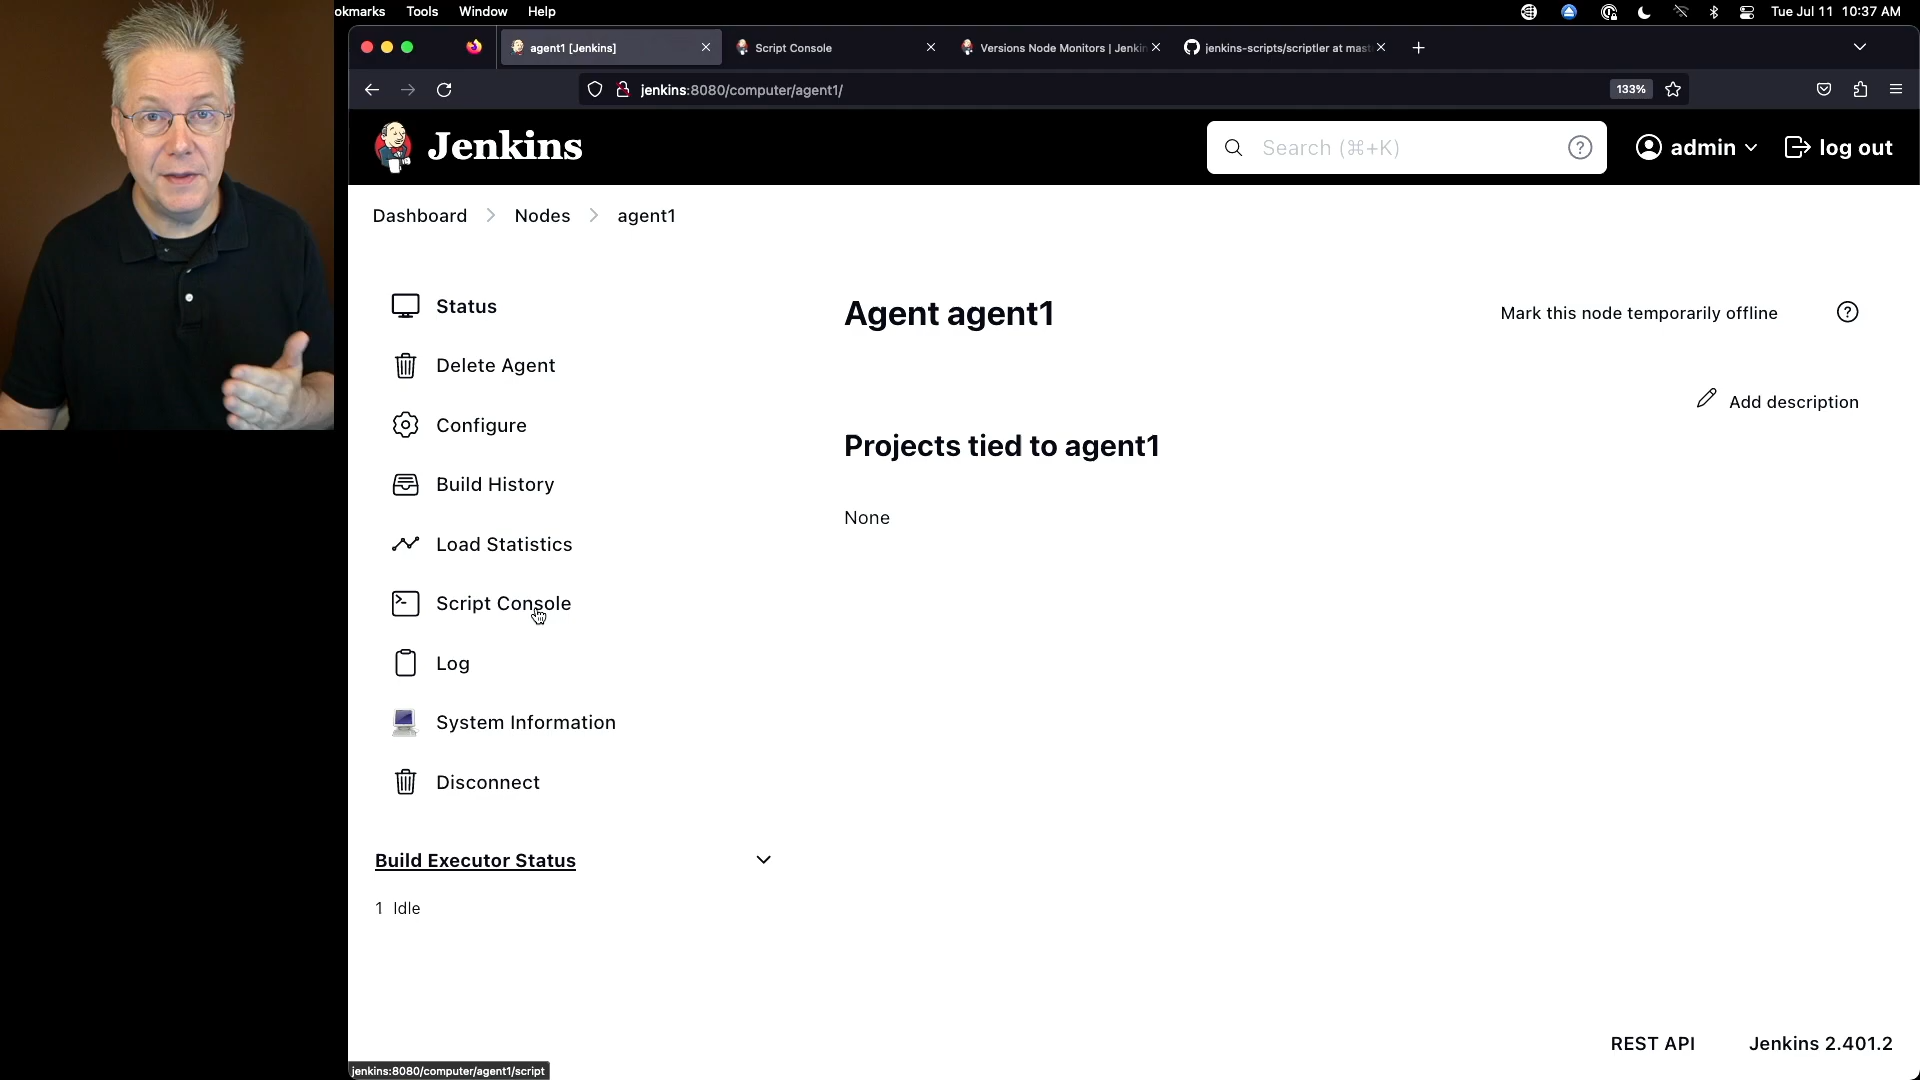 okmarks Tools Window Help
Tue Jul 11 10:37 AM
agent1 [Jenkins]
Script Console
Versions Node Monitors | Jenkin
jenkins-scripts/scriptler at mast
jenkins:8080/computer/agent1/
133%
Jenkins
Search (⌘+K)
admin
log out
Dashboard
Nodes
agent1
Status
Delete Agent
Configure
Build History
Load Statistics
Script Console
Log
System Information
Disconnect
Build Executor Status
1 Idle
Agent agent1
Mark this node temporarily offline
Add description
Projects tied to agent1
None
REST API
Jenkins 2.401.2
jenkins:8080/computer/agent1/script